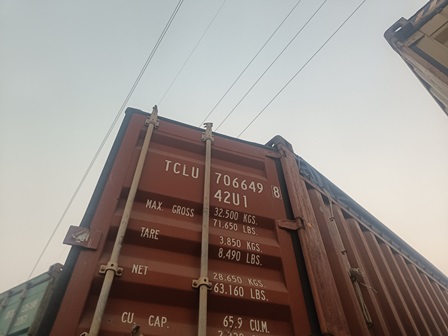 TCLU 706649 8
42U1
MAX. GROSS 32.500 KGS.
71.650 LBS.
TARE 3.850 KGS.
8.490 LBS.
NET 28.650 KGS.
63.160 LBS.
CU. CAP. 65.9 CU.M.